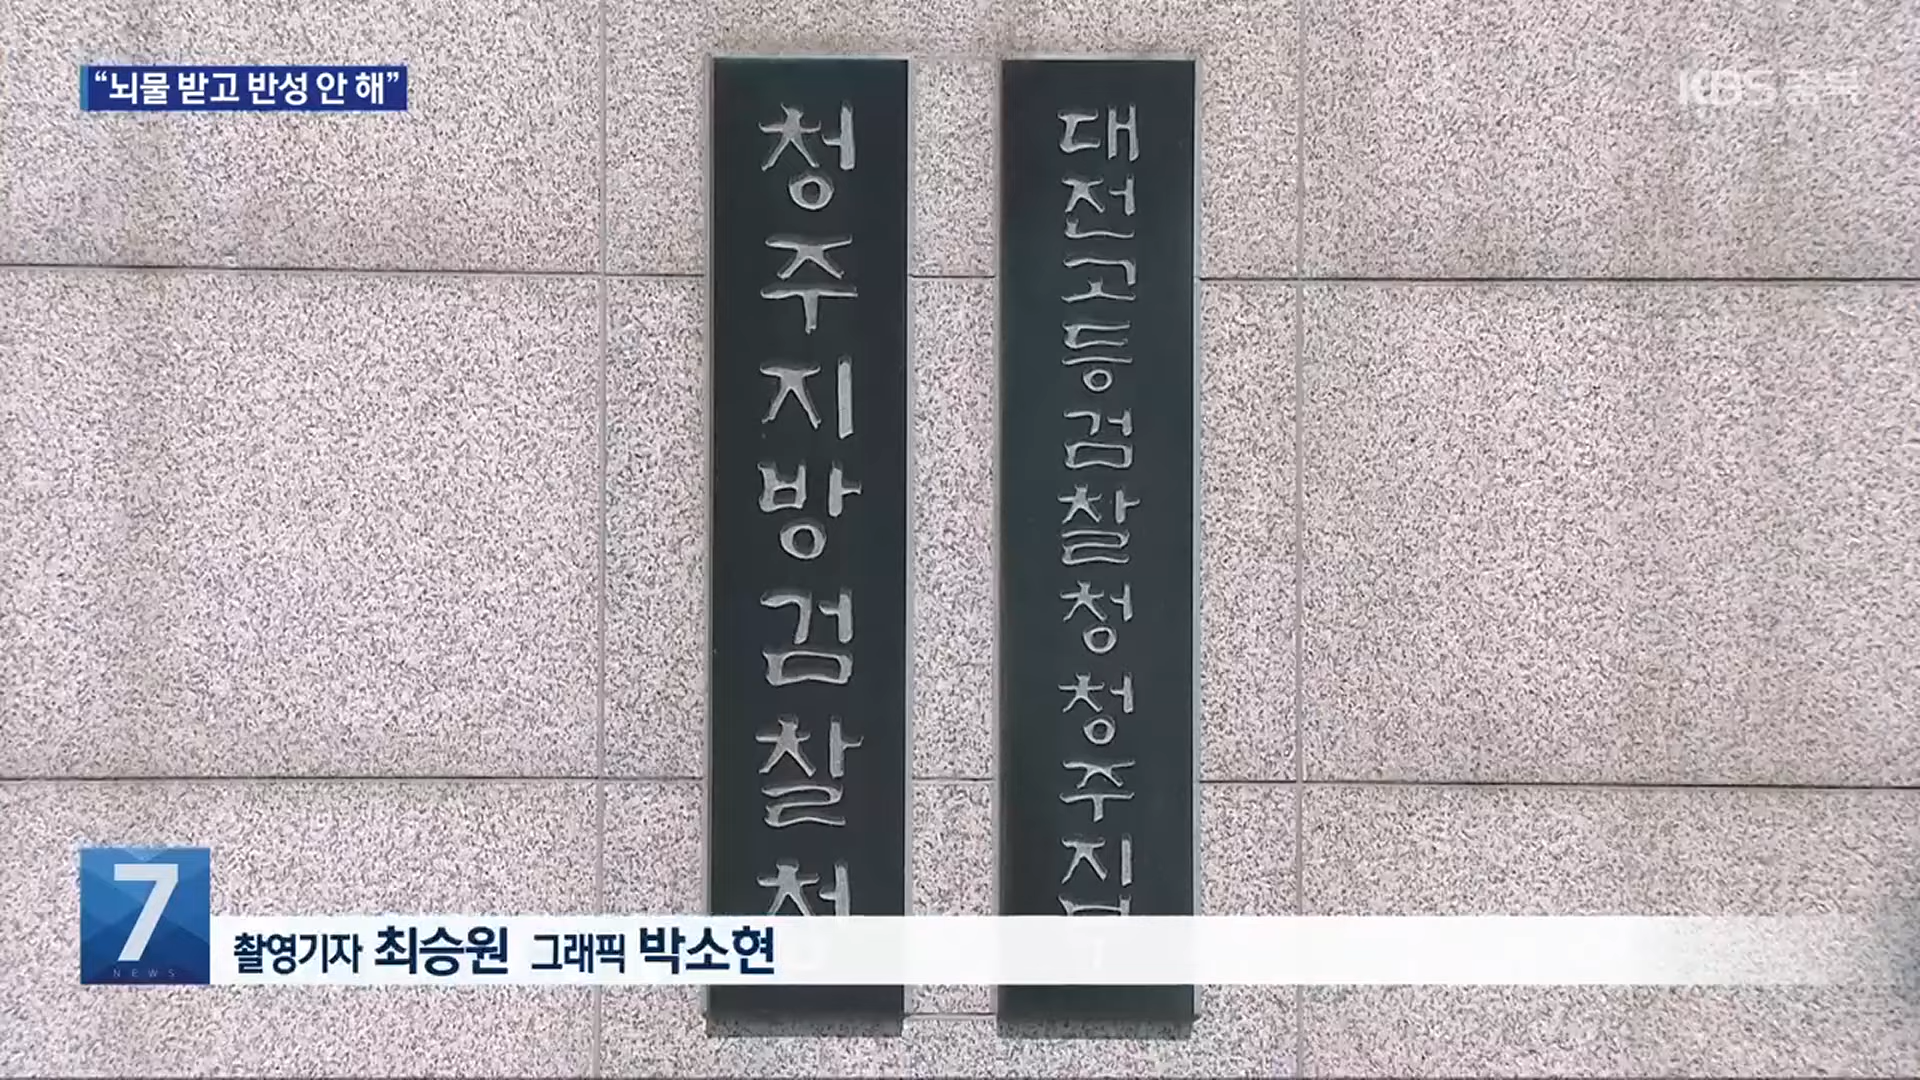 “뇌물 받고 반성 안 해”
KBS 충북
청주지방검찰청
대전고등검찰청청주지부
7
NEWS
촬영기자 최승원 그래픽 박소현